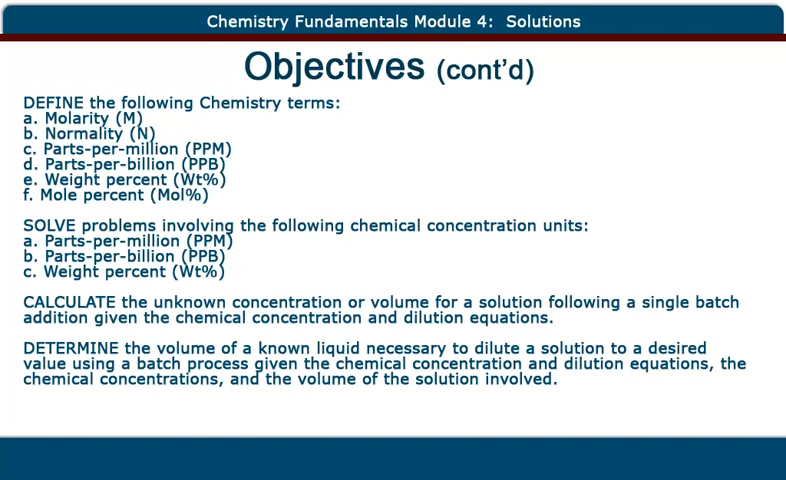 Chemistry Fundamentals Module 4: Solutions
Objectives (cont'd)
DEFINE the following Chemistry terms:
a. Molarity (M)
b. Normality (N)
c. Parts-per-million (PPM)
d. Parts-per-billion (PPB)
e. Weight percent (Wt%)
f. Mole percent (Mol%)
SOLVE problems involving the following chemical concentration units:
a. Parts-per-million (PPM)
b. Parts-per-billion (PPB)
c. Weight percent (Wt%)
CALCULATE the unknown concentration or volume for a solution following a single batch
addition given the chemical concentration and dilution equations.
DETERMINE the volume of a known liquid necessary to dilute a solution to a desired
value using a batch process given the chemical concentration and dilution equations, the
chemical concentrations, and the volume of the solution involved.